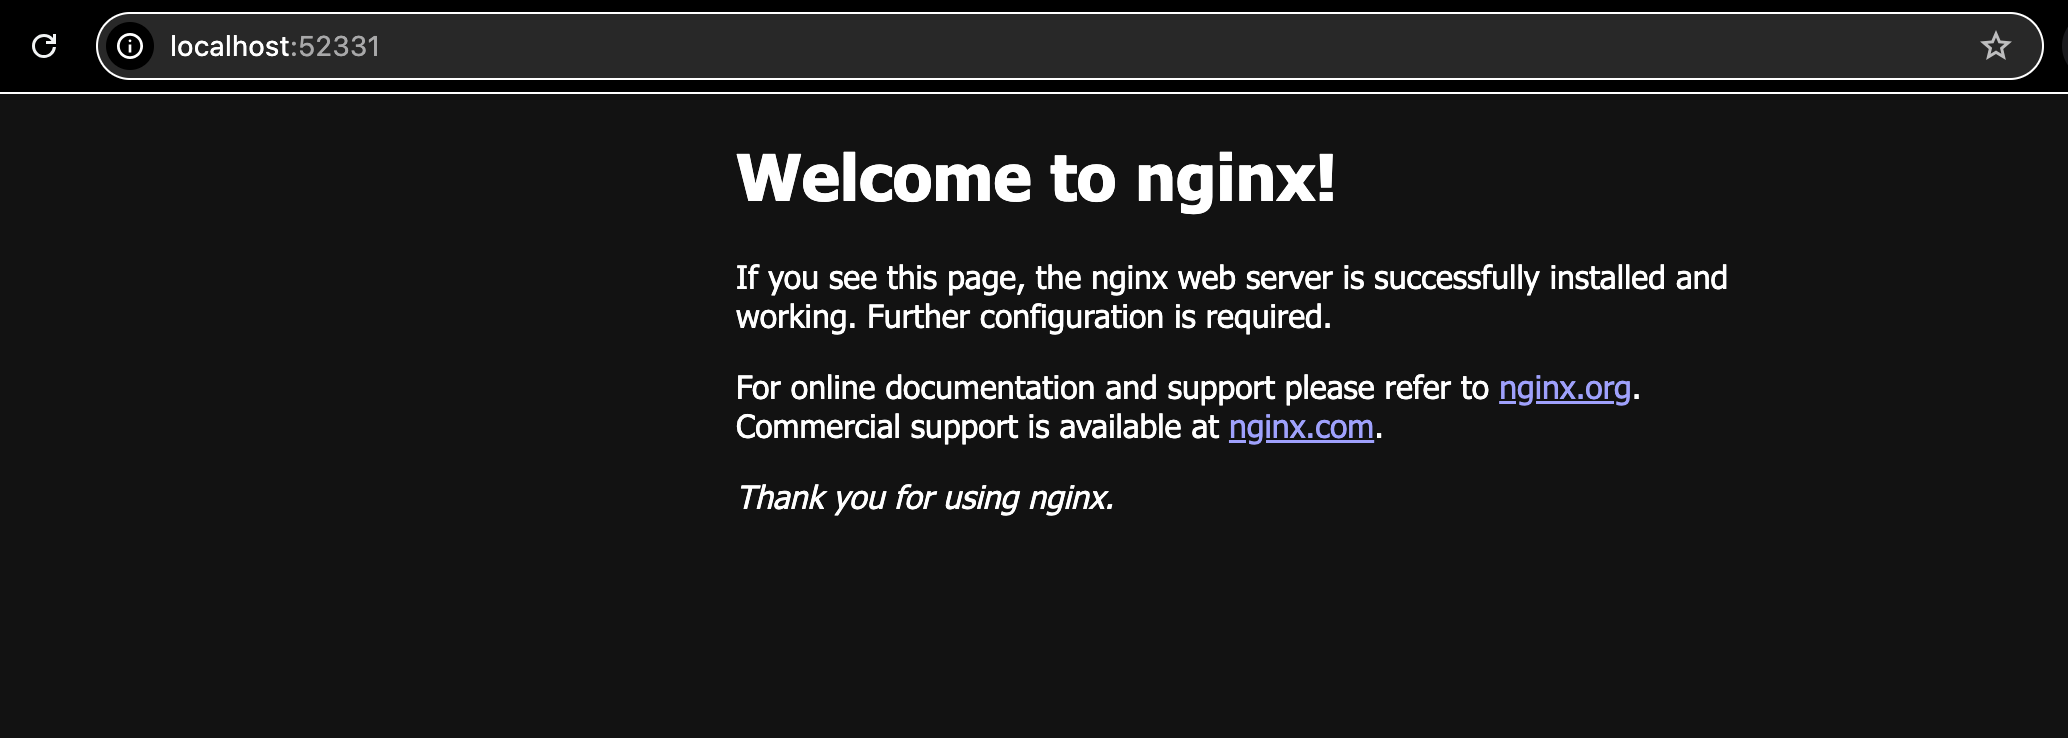 localhost:52331
Welcome to nginx!
If you see this page, the nginx web server is successfully installed and
working. Further configuration is required.
For online documentation and support please refer to nginx.org.
Commercial support is available at nginx.com.
Thank you for using nginx.